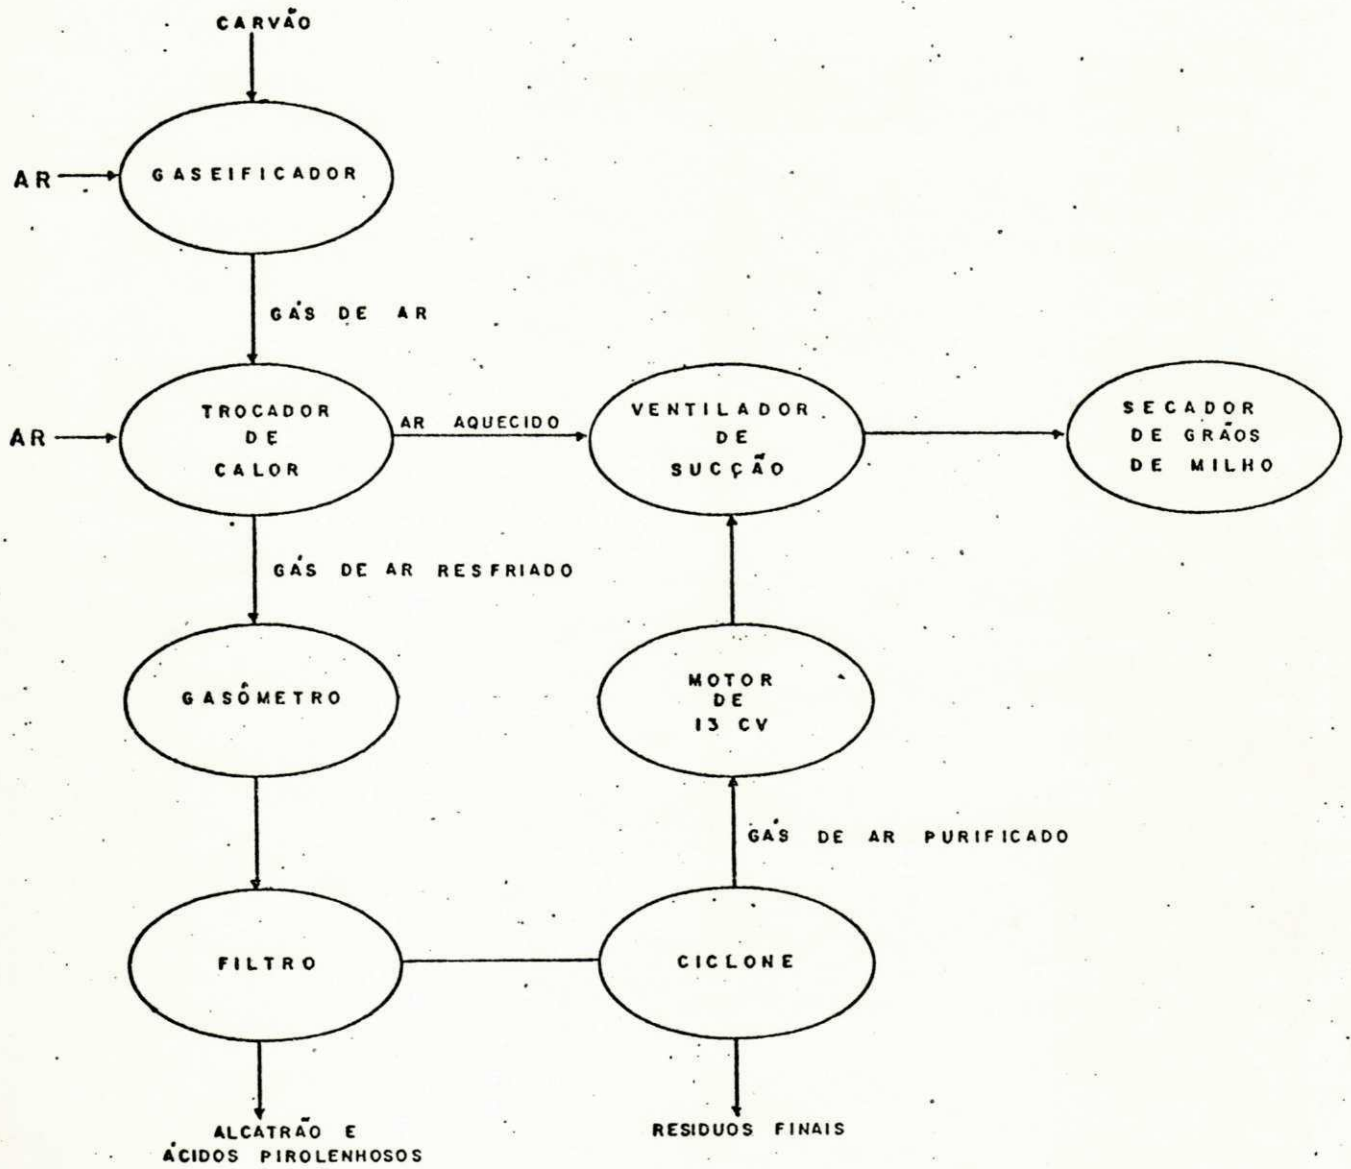 CARVÃO
AR
GASEIFICADOR
GÁS DE AR
AR
TROCADOR
DE
CALOR
AR AQUECIDO
VENTILADOR
DE
SUCÇÃO
SECADOR
DE GRÃOS
DE MILHO
GÁS DE AR RESFRIADO
GASÔMETRO
MOTOR
DE
13 CV
GÁS DE AR PURIFICADO
FILTRO
CICLONE
ALCATRÃO E
ÁCIDOS PIROLENHOSOS
RESIDUOS FINAIS